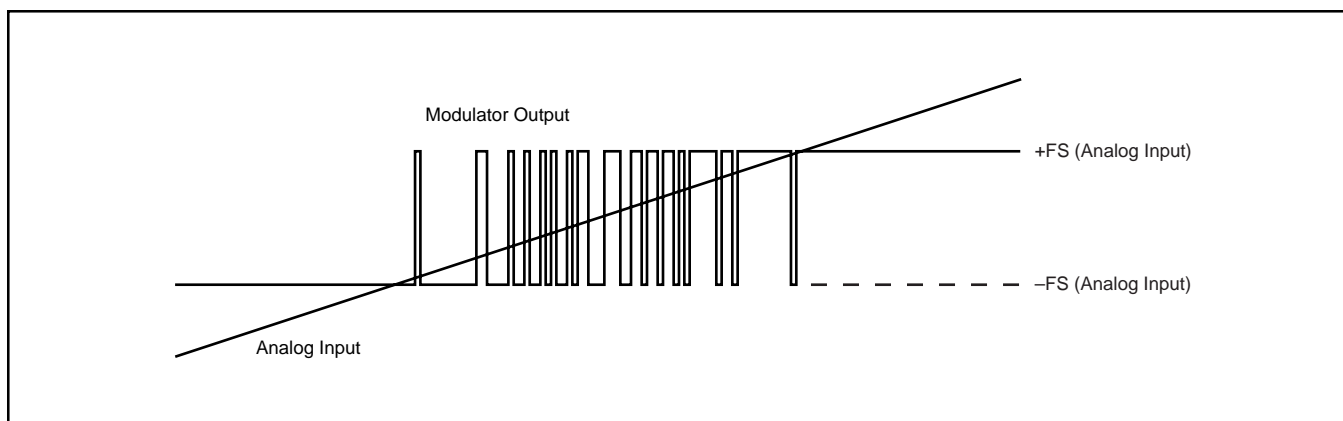 Modulator Output
+FS (Analog Input)
–FS (Analog Input)
Analog Input